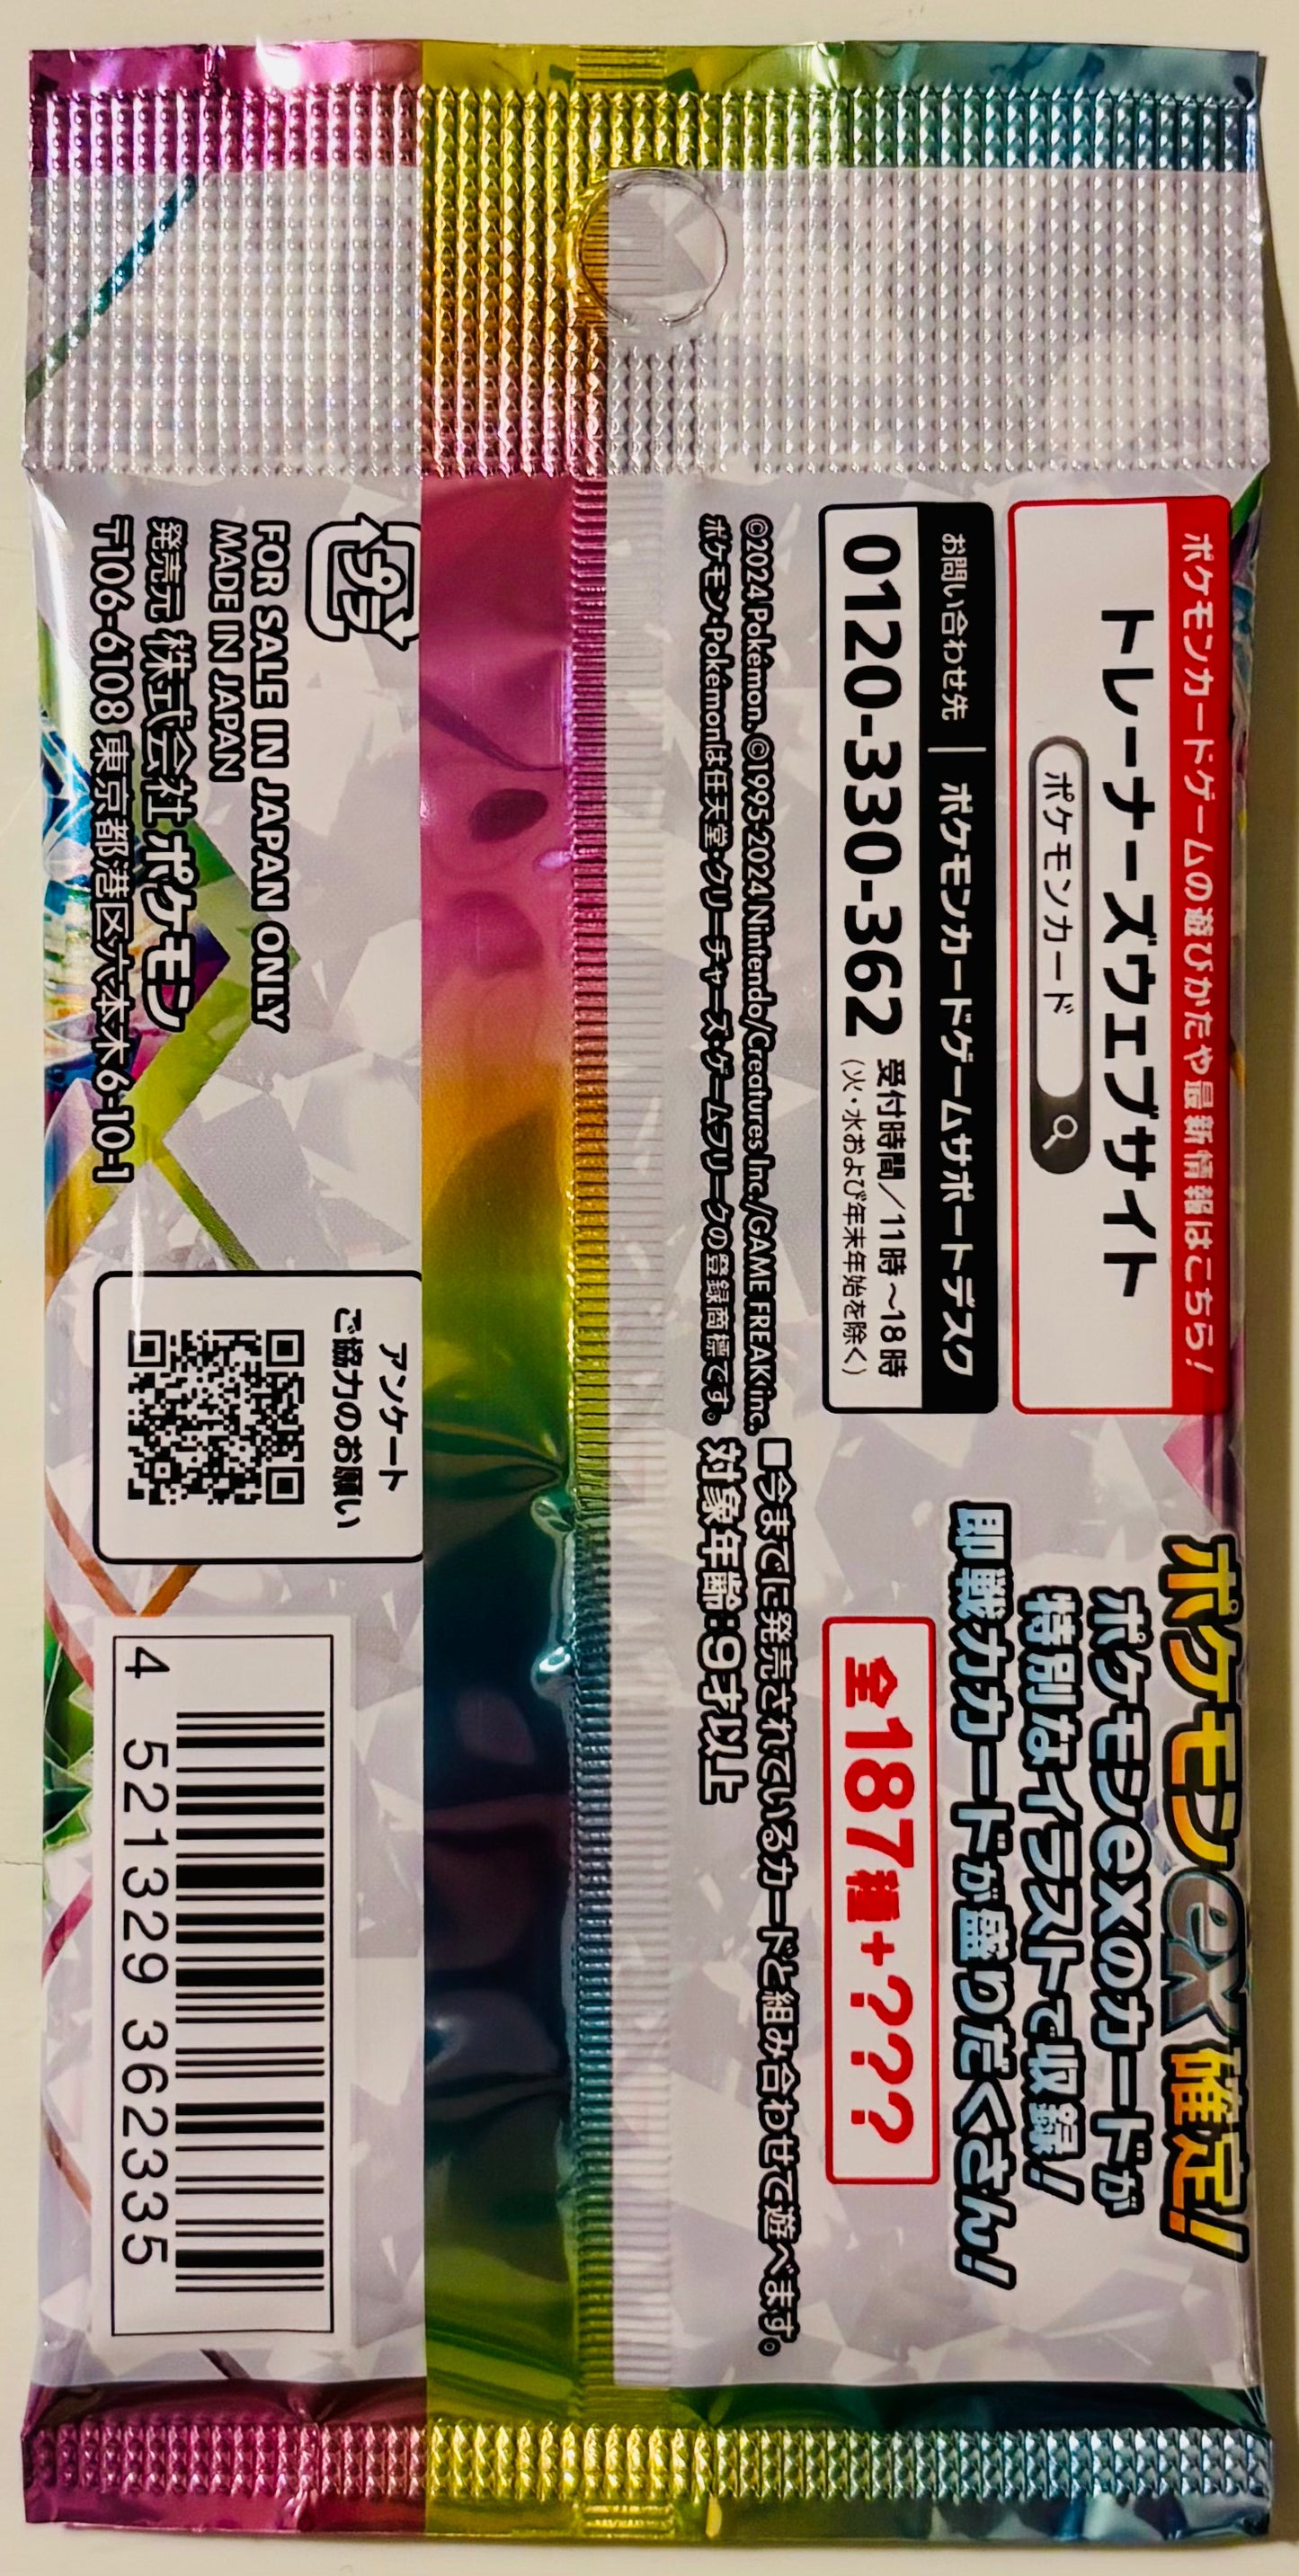 ポケモンカードゲームの遊びかたや最新情報はこちら!
トレーナーズウェブサイト
ポケモンカード
お問い合わせ先 | ポケモンカードゲームサポートデスク
0120-330-362
受付時間/11時~18時
(火・水および年末年始を除く)
©2024 Pokémon. ©1995-2024 Nintendo/Creatures Inc./GAME FREAK inc.
ポケモン・Pokémonは任天堂・クリーチャーズ・ゲームフリークの登録商標です。
ポケモンex確定!
ポケモンexのカードが
特別なイラストで収録!
即戦力カードが盛りだくさん!
全187種+???
■今までに発売されているカードと組み合わせて遊べます。
対象年齢:9才以上
プラ
FOR SALE IN JAPAN ONLY
MADE IN JAPAN
発売元 株式会社ポケモン
〒106-6108 東京都港区六本木6-10-1
アンケート
ご協力のお願い
4 521329 362335